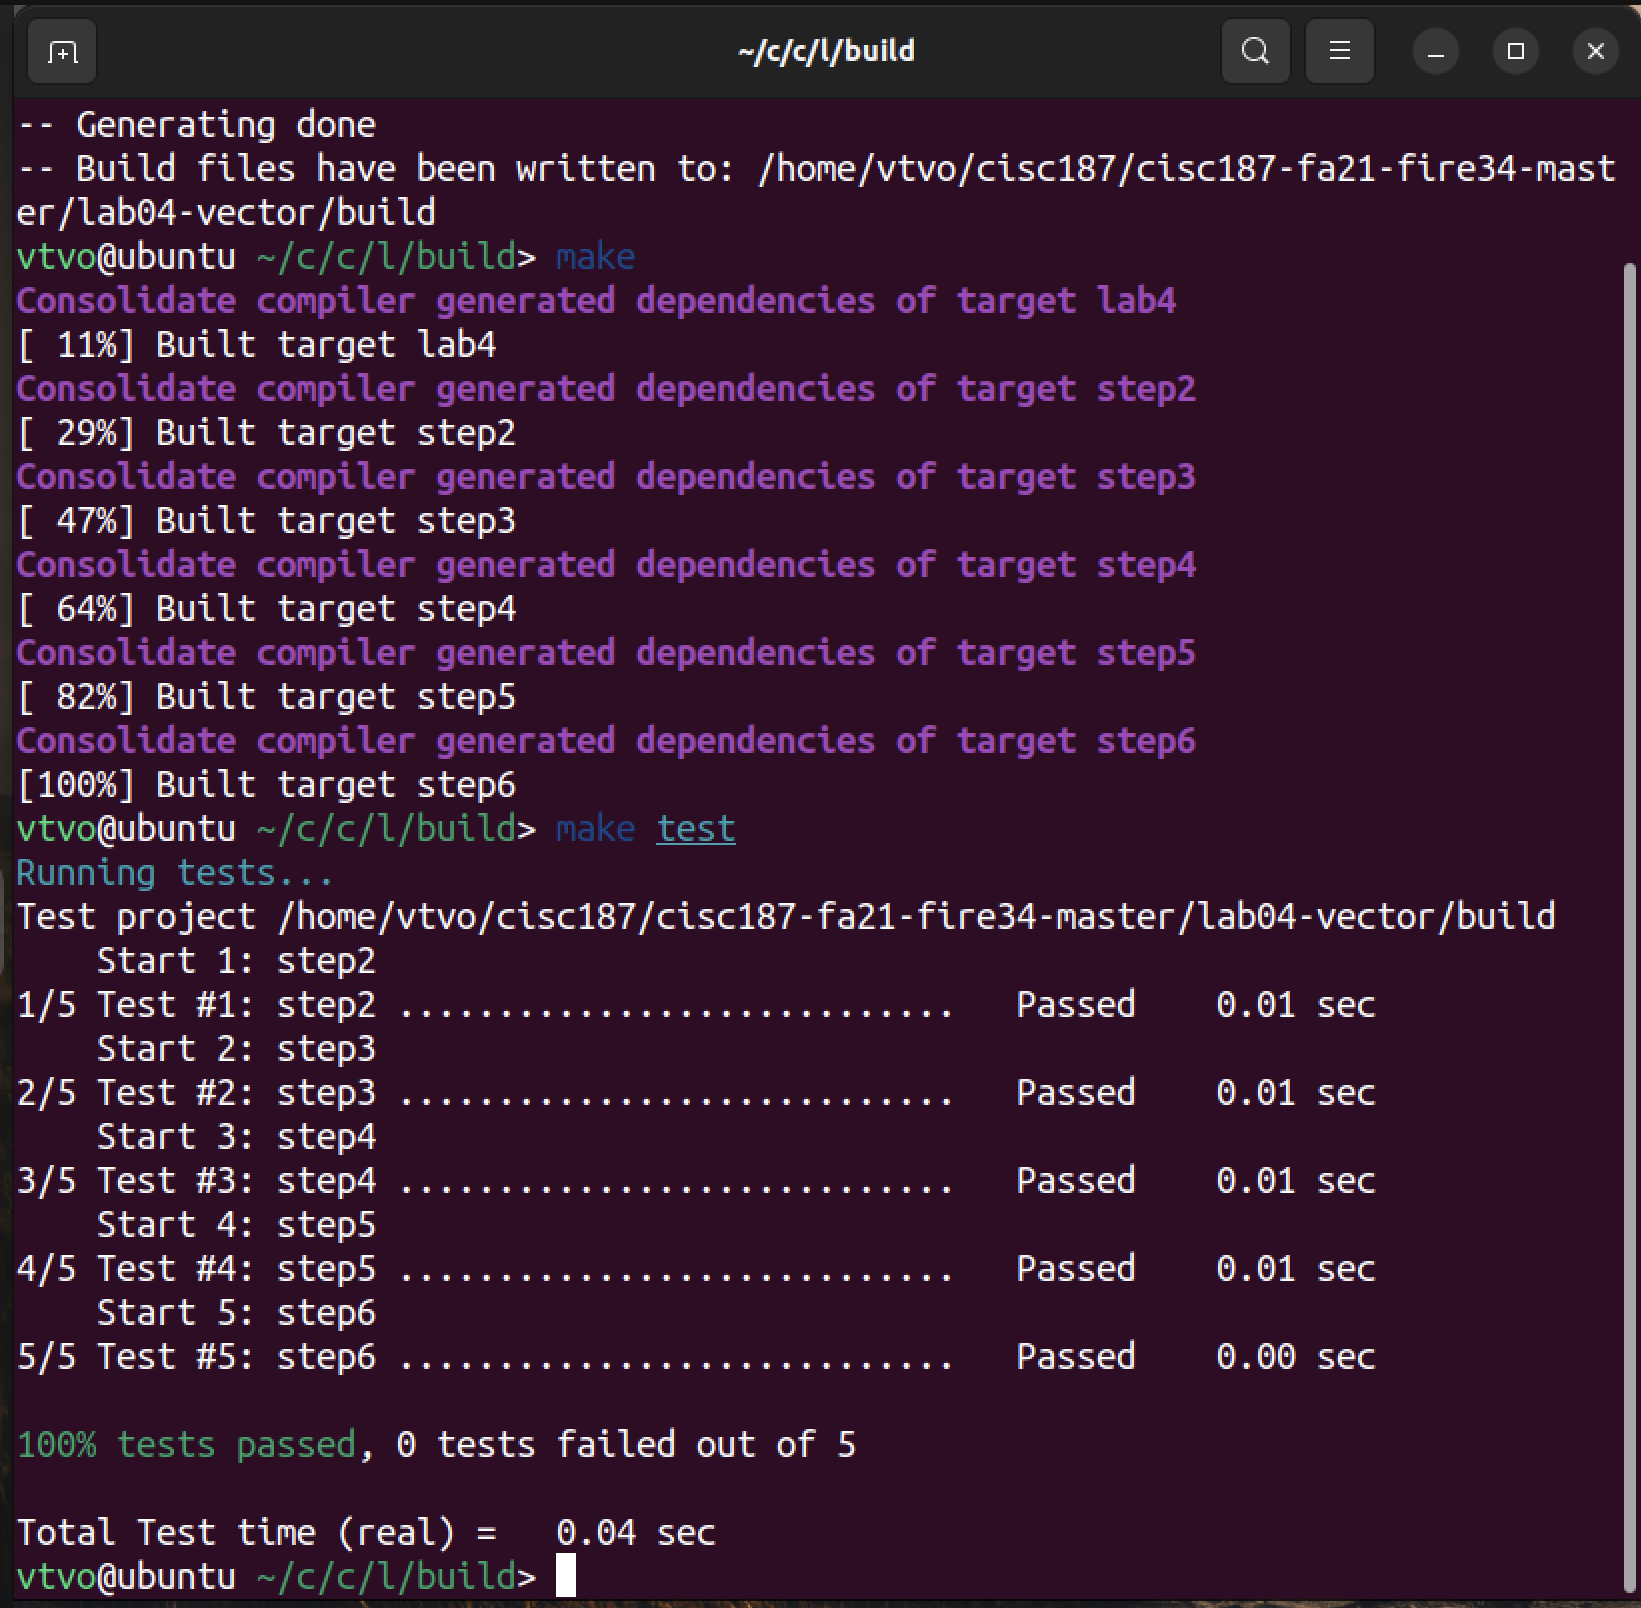 ~/c/c/l/build
-- Generating done
-- Build files have been written to: /home/vtvo/cisc187/cisc187-fa21-fire34-mast
er/lab04-vector/build
vtvo@ubuntu ~/c/c/l/build> make
Consolidate compiler generated dependencies of target lab4
[ 11%] Built target lab4
Consolidate compiler generated dependencies of target step2
[ 29%] Built target step2
Consolidate compiler generated dependencies of target step3
[ 47%] Built target step3
Consolidate compiler generated dependencies of target step4
[ 64%] Built target step4
Consolidate compiler generated dependencies of target step5
[ 82%] Built target step5
Consolidate compiler generated dependencies of target step6
[100%] Built target step6
vtvo@ubuntu ~/c/c/l/build> make test
Running tests...
Test project /home/vtvo/cisc187/cisc187-fa21-fire34-master/lab04-vector/build
    Start 1: step2
1/5 Test #1: step2 ............................   Passed    0.01 sec
    Start 2: step3
2/5 Test #2: step3 ............................   Passed    0.01 sec
    Start 3: step4
3/5 Test #3: step4 ............................   Passed    0.01 sec
    Start 4: step5
4/5 Test #4: step5 ............................   Passed    0.01 sec
    Start 5: step6
5/5 Test #5: step6 ............................   Passed    0.00 sec

100% tests passed, 0 tests failed out of 5

Total Test time (real) =   0.04 sec
vtvo@ubuntu ~/c/c/l/build>